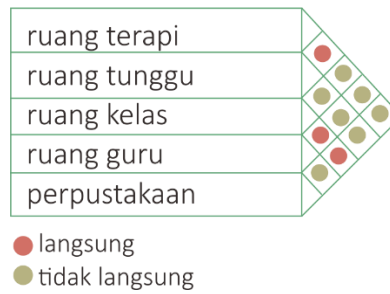 ruang terapi
ruang tunggu
ruang kelas
ruang guru
perpustakaan
langsung
tidak langsung